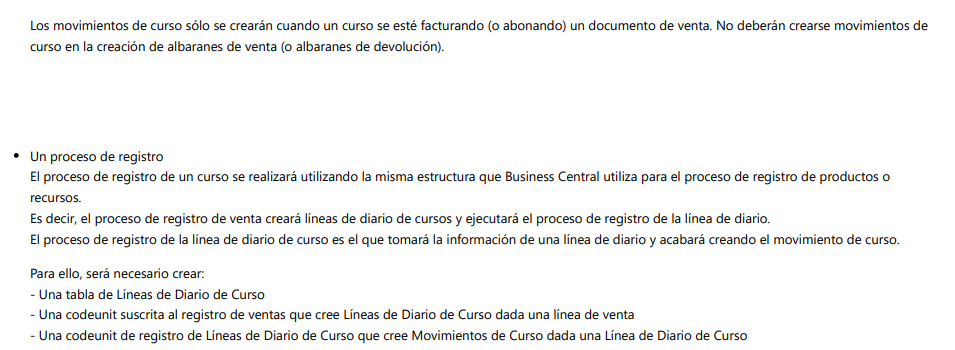 Los movimientos de curso sólo se crearán cuando un curso se esté facturando (o abonando) un documento de venta. No deberán crearse movimientos de
curso en la creación de albaranes de venta (o albaranes de devolución).
• Un proceso de registro
El proceso de registro de un curso se realizará utilizando la misma estructura que Business Central utiliza para el proceso de registro de productos o
recursos.
Es decir, el proceso de registro de venta creará líneas de diario de cursos y ejecutará el proceso de registro de la línea de diario.
El proceso de registro de la línea de diario de curso es el que tomará la información de una línea de diario y acabará creando el movimiento de curso.
Para ello, será necesario crear:
- Una tabla de Líneas de Diario de Curso
- Una codeunit suscrita al registro de ventas que cree Líneas de Diario de Curso dada una línea de venta
- Una codeunit de registro de Líneas de Diario de Curso que cree Movimientos de Curso dada una Línea de Diario de Curso